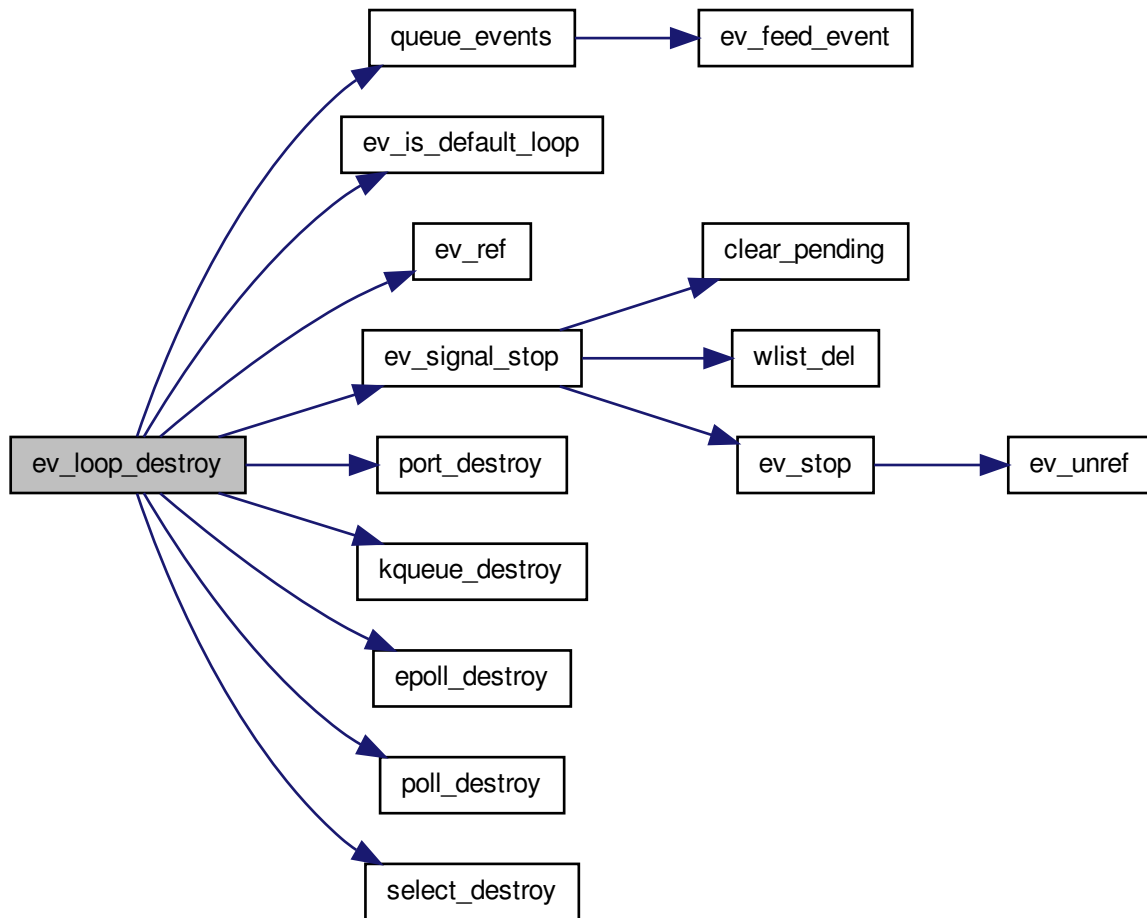 queue_events
ev_feed_event
ev_is_default_loop
ev_ref
clear_pending
ev_signal_stop
wlist_del
ev_loop_destroy
port_destroy
ev_stop
ev_unref
kqueue_destroy
epoll_destroy
poll_destroy
select_destroy